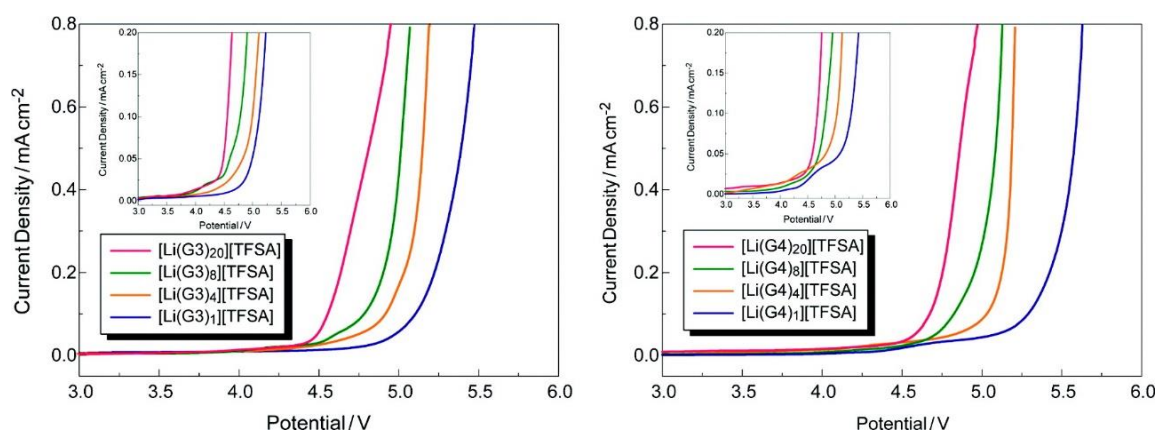 0.8
0.6
0.4
0.2
0.0
Current Density / mA cm-2
3.0 3.5 4.0 4.5 5.0 5.5 6.0
Potential / V
0.20
0.15
0.10
0.05
0.00
Current Density / mA cm-2
3.0 3.5 4.0 4.5 5.0 5.5 6.0
Potential / V
[Li(G3)20][TFSA]
[Li(G3)8][TFSA]
[Li(G3)4][TFSA]
[Li(G3)1][TFSA]
0.8
0.6
0.4
0.2
0.0
Current Density / mA cm-2
3.0 3.5 4.0 4.5 5.0 5.5 6.0
Potential / V
0.20
0.15
0.10
0.05
0.00
Current Density / mA cm-2
3.0 3.5 4.0 4.5 5.0 5.5 6.0
Potential / V
[Li(G4)20][TFSA]
[Li(G4)8][TFSA]
[Li(G4)4][TFSA]
[Li(G4)1][TFSA]